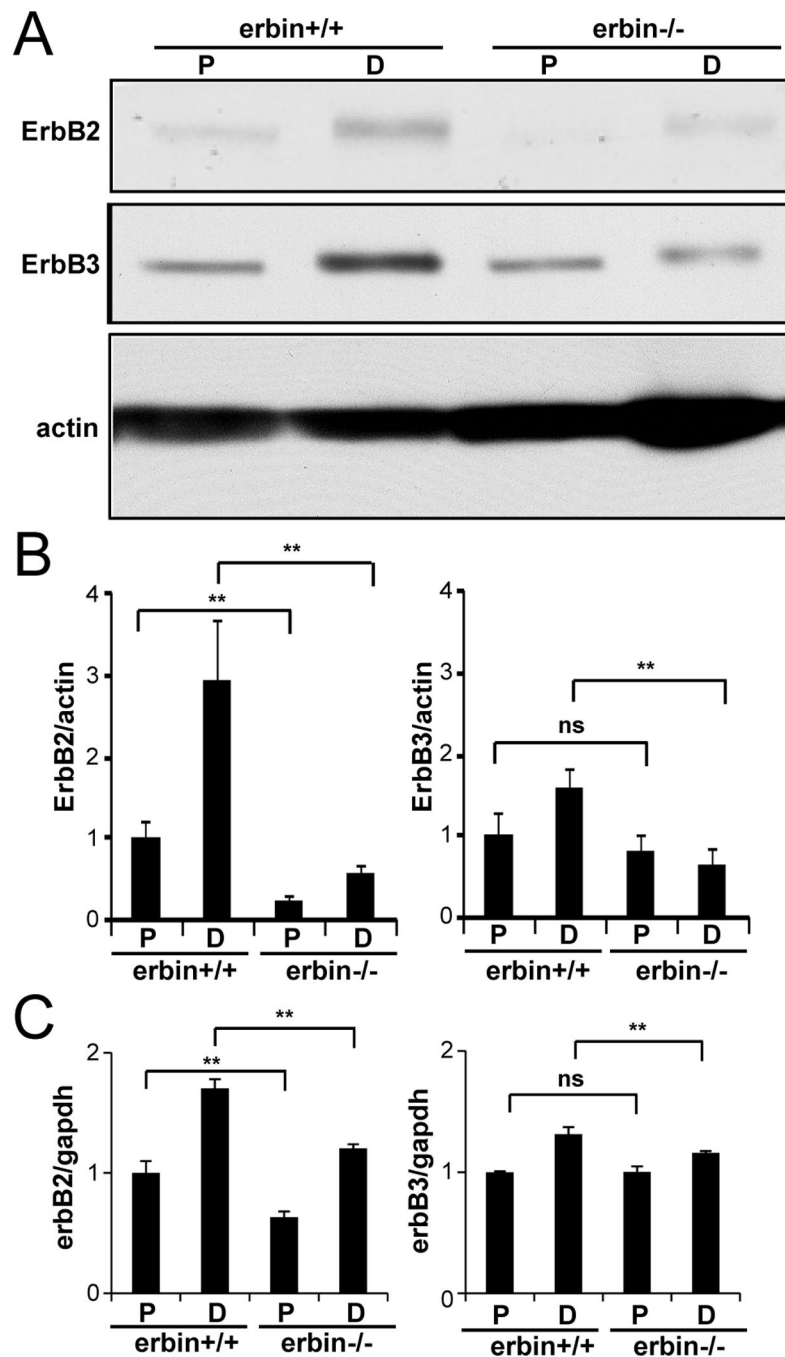 A
erbin+/+ erbin-/-
P D P D
ErbB2
ErbB3
actin
B
** **
4
3
2
1
0
ErbB2/actin
P D P D
erbin+/+ erbin-/-
**
ns
4
3
2
1
0
ErbB3/actin
P D P D
erbin+/+ erbin-/-
C
**
**
2
1
0
erbB2/gapdh
P D P D
erbin+/+ erbin-/-
**
ns
2
1
0
erbB3/gapdh
P D P D
erbin+/+ erbin-/-